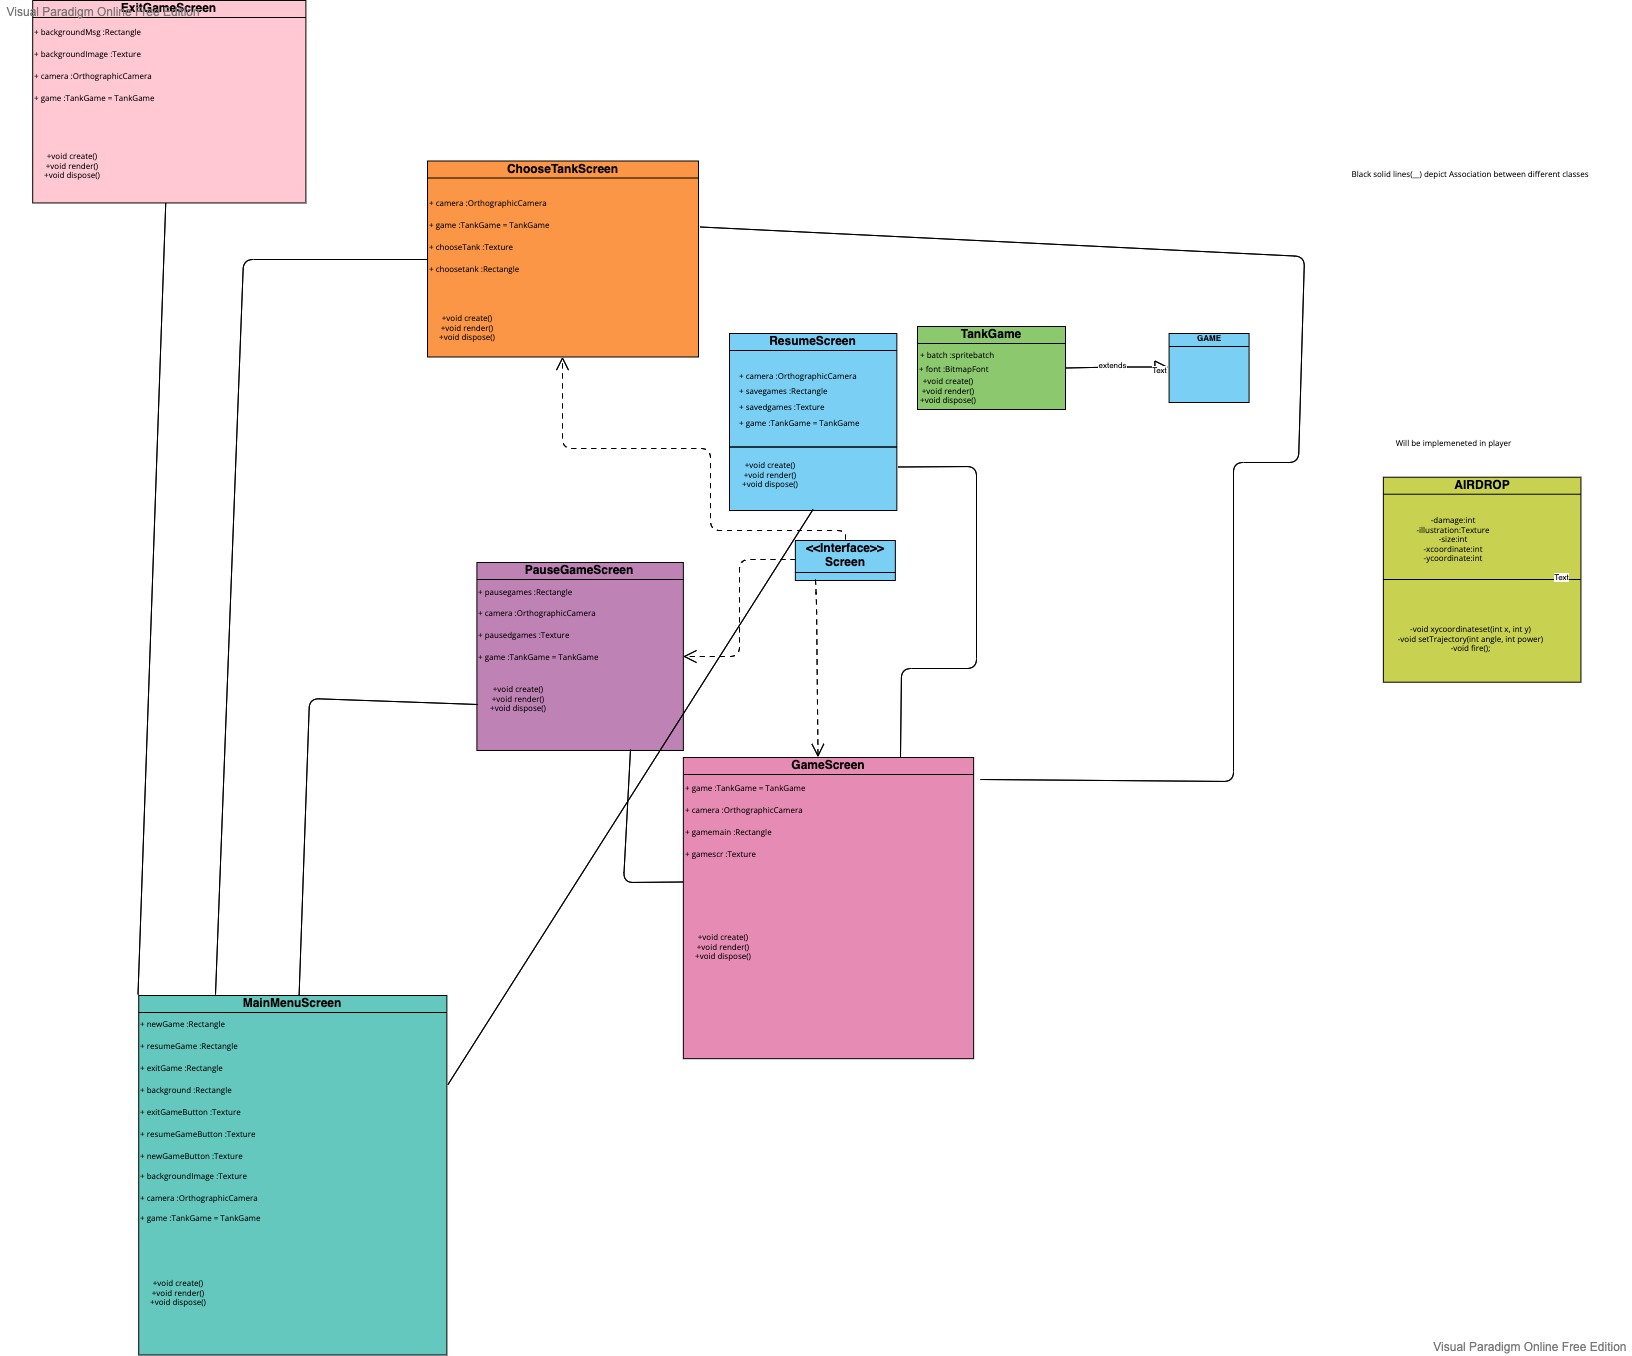 Visual Paradigm Online Free Edition
ExitGameScreen
+ backgroundMsg :Rectangle
+ backgroundImage :Texture
+ camera :OrthographicCamera
+ game :TankGame = TankGame
+void create()
+void render()
+void dispose()
ChooseTankScreen
+ camera :OrthographicCamera
+ game :TankGame = TankGame
+ chooseTank :Texture
+ choosetank :Rectangle
+void create()
+void render()
+void dispose()
Black solid lines(__) depict Association between different classes
ResumeScreen
+ camera :OrthographicCamera
+ savegames :Rectangle
+ savedgames :Texture
+ game :TankGame = TankGame
+void create()
+void render()
+void dispose()
TankGame
+ batch :spritebatch
+ font :BitmapFont
+void create()
+void render()
+void dispose()
extends
Text
GAME
Will be implemeneted in player
AIRDROP
-damage:int
-illustration:Texture
-size:int
-xcoordinate:int
-ycoordinate:int
Text
-void xycoordinateset(int x, int y)
-void setTrajectory(int angle, int power)
-void fire();
<<Interface>>
Screen
PauseGameScreen
+ pausegames :Rectangle
+ camera :OrthographicCamera
+ pausedgames :Texture
+ game :TankGame = TankGame
+void create()
+void render()
+void dispose()
GameScreen
+ game :TankGame = TankGame
+ camera :OrthographicCamera
+ gamemain :Rectangle
+ gamescr :Texture
+void create()
+void render()
+void dispose()
MainMenuScreen
+ newGame :Rectangle
+ resumeGame :Rectangle
+ exitGame :Rectangle
+ background :Rectangle
+ exitGameButton :Texture
+ resumeGameButton :Texture
+ newGameButton :Texture
+ backgroundImage :Texture
+ camera :OrthographicCamera
+ game :TankGame = TankGame
+void create()
+void render()
+void dispose()
Visual Paradigm Online Free Edition